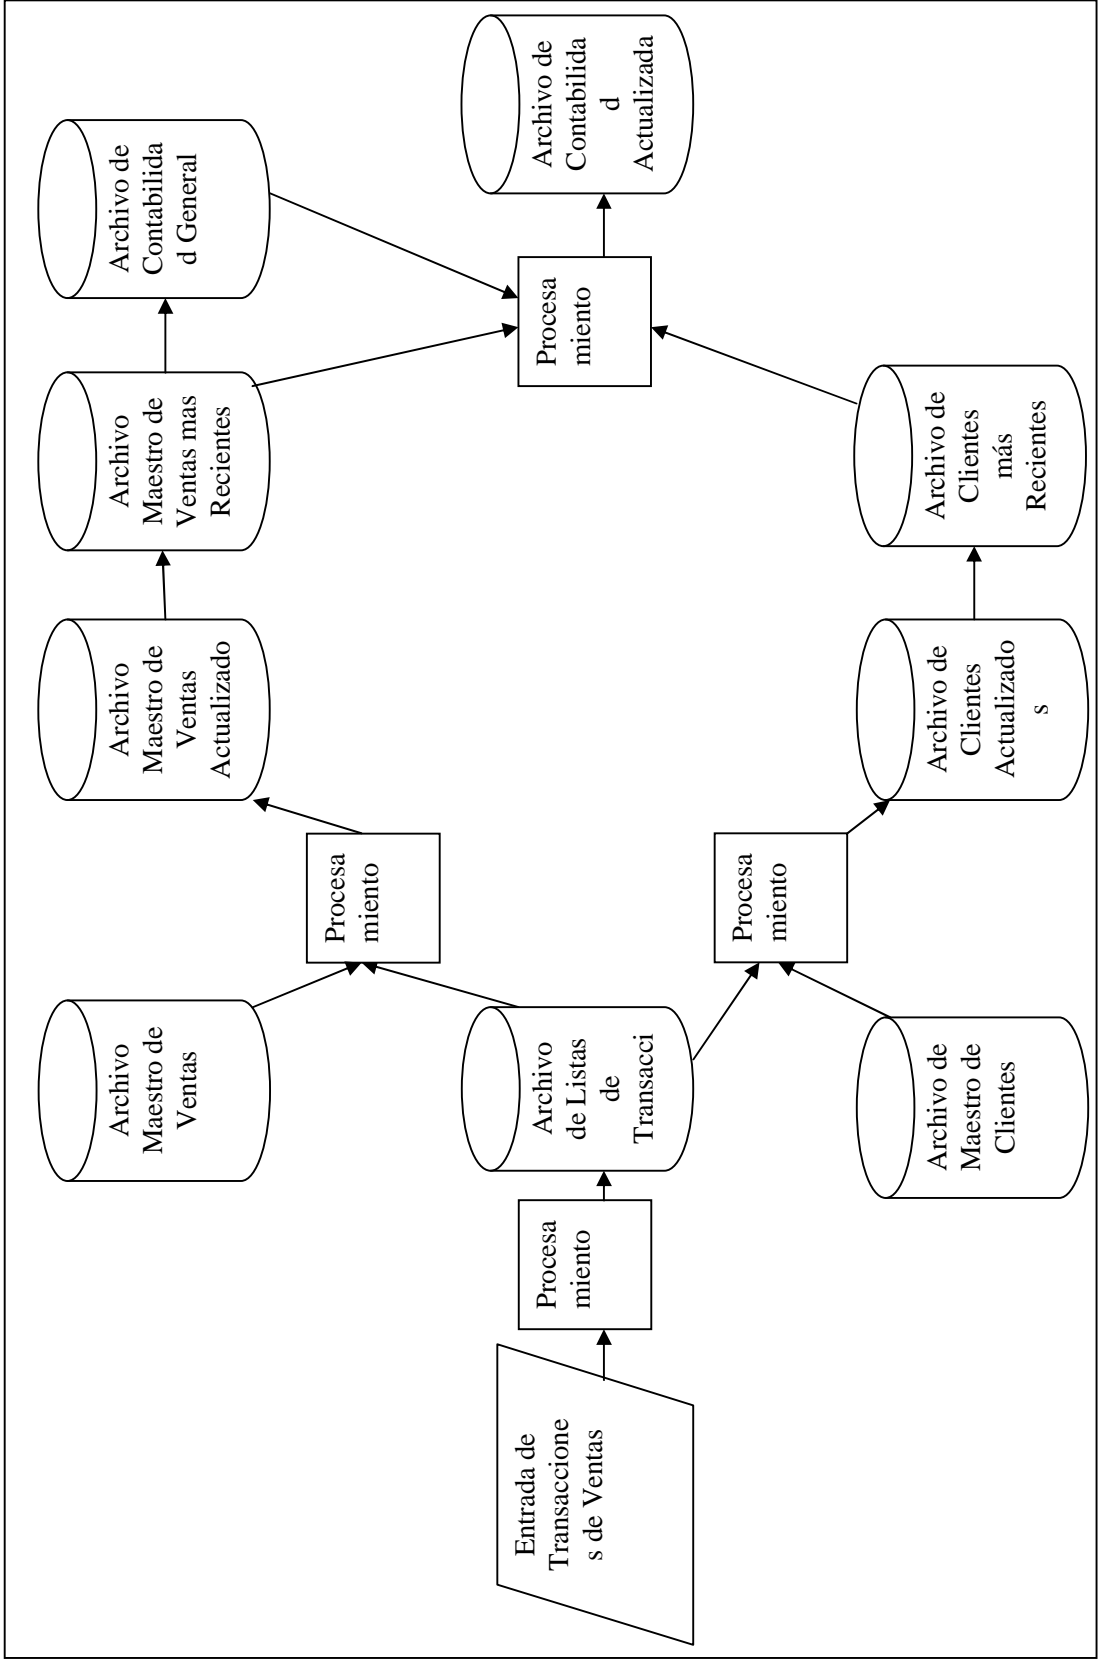 Archivo
Maestro de
Ventas
Archivo
Maestro de
Ventas
Actualizado
Archivo
Maestro de
Ventas mas
Recientes
Archivo de
Contabilida
d General
Procesa
miento
Entrada de
Transaccione
s de Ventas
Procesa
miento
Archivo
de Listas
de
Transacci
Procesa
miento
Archivo de
Contabilida
d
Actualizada
Procesa
miento
Archivo de
Maestro de
Clientes
Archivo de
Clientes
Actualizado
s
Archivo de
Clientes
más
Recientes